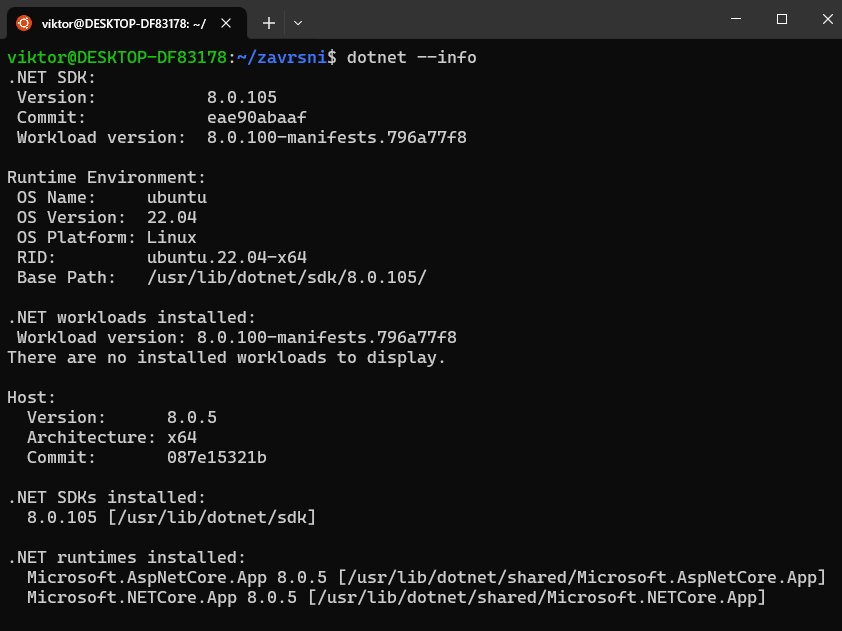 viktor@DESKTOP-DF83178: ~/
viktor@DESKTOP-DF83178:~/zavrsni$ dotnet --info
.NET SDK:
 Version:           8.0.105
 Commit:            eae90abaaf
 Workload version:  8.0.100-manifests.796a77f8

Runtime Environment:
 OS Name:     ubuntu
 OS Version:  22.04
 OS Platform: Linux
 RID:         ubuntu.22.04-x64
 Base Path:   /usr/lib/dotnet/sdk/8.0.105/

.NET workloads installed:
 Workload version: 8.0.100-manifests.796a77f8
There are no installed workloads to display.

Host:
  Version:      8.0.5
  Architecture: x64
  Commit:       087e15321b

.NET SDKs installed:
  8.0.105 [/usr/lib/dotnet/sdk]

.NET runtimes installed:
  Microsoft.AspNetCore.App 8.0.5 [/usr/lib/dotnet/shared/Microsoft.AspNetCore.App]
  Microsoft.NETCore.App 8.0.5 [/usr/lib/dotnet/shared/Microsoft.NETCore.App]